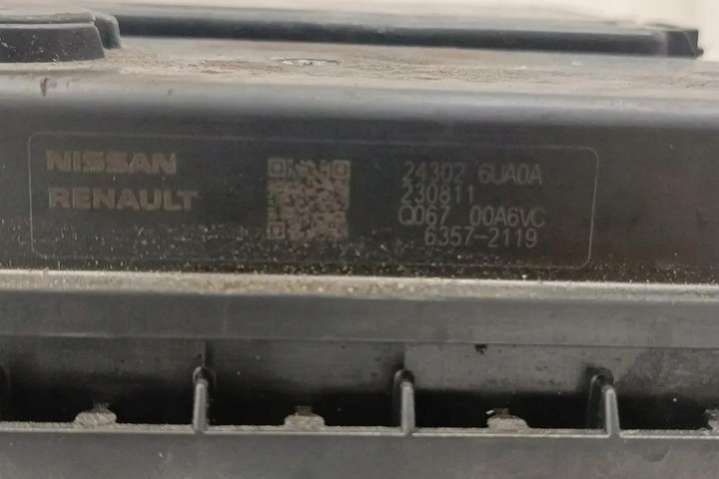 NISSAN
RENAULT
24302 6UA0A
230811
Q067 00A6VC
6357-2119